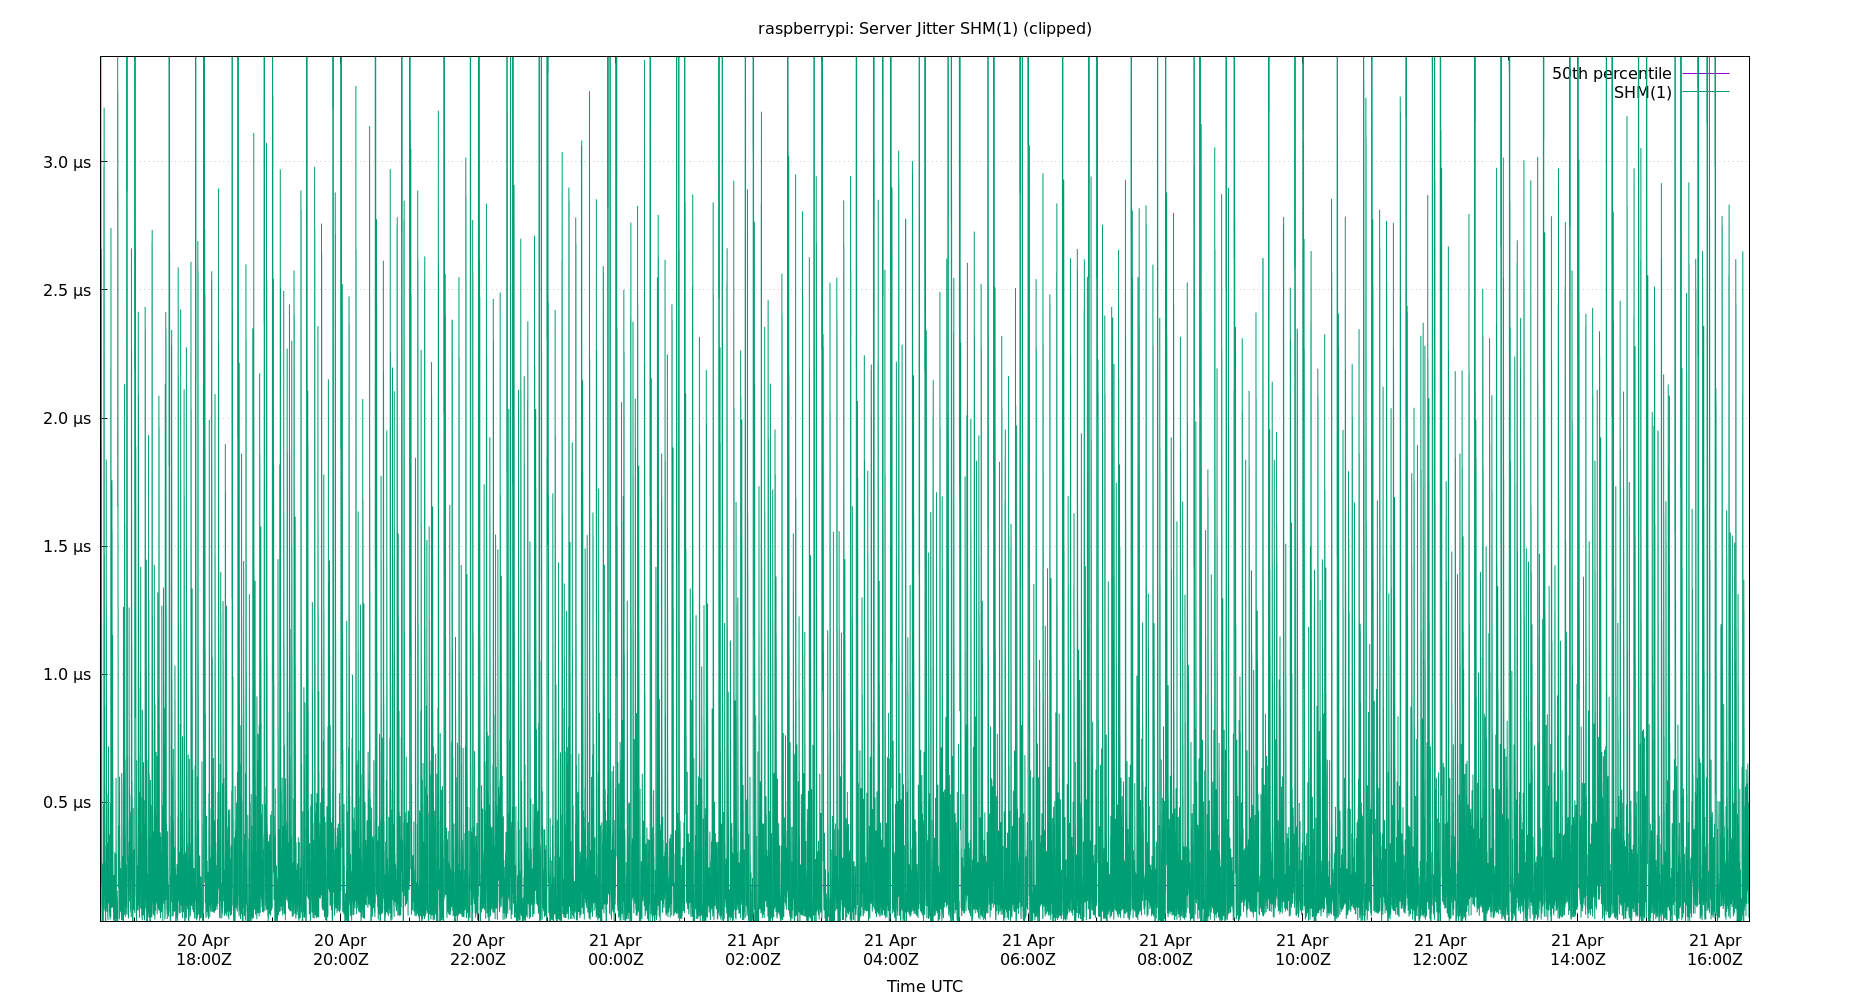 raspberrypi: Server Jitter SHM(1) (clipped)
50th percentile
SHM(1)
3.0 µs
2.5 µs
2.0 µs
1.5 µs
1.0 µs
0.5 µs
20 Apr 20 Apr 20 Apr 21 Apr 21 Apr 21 Apr 21 Apr 21 Apr 21 Apr 21 Apr 21 Apr 21 Apr
18:00Z 20:00Z 22:00Z 00:00Z 02:00Z 04:00Z 06:00Z 08:00Z 10:00Z 12:00Z 14:00Z 16:00Z
Time UTC